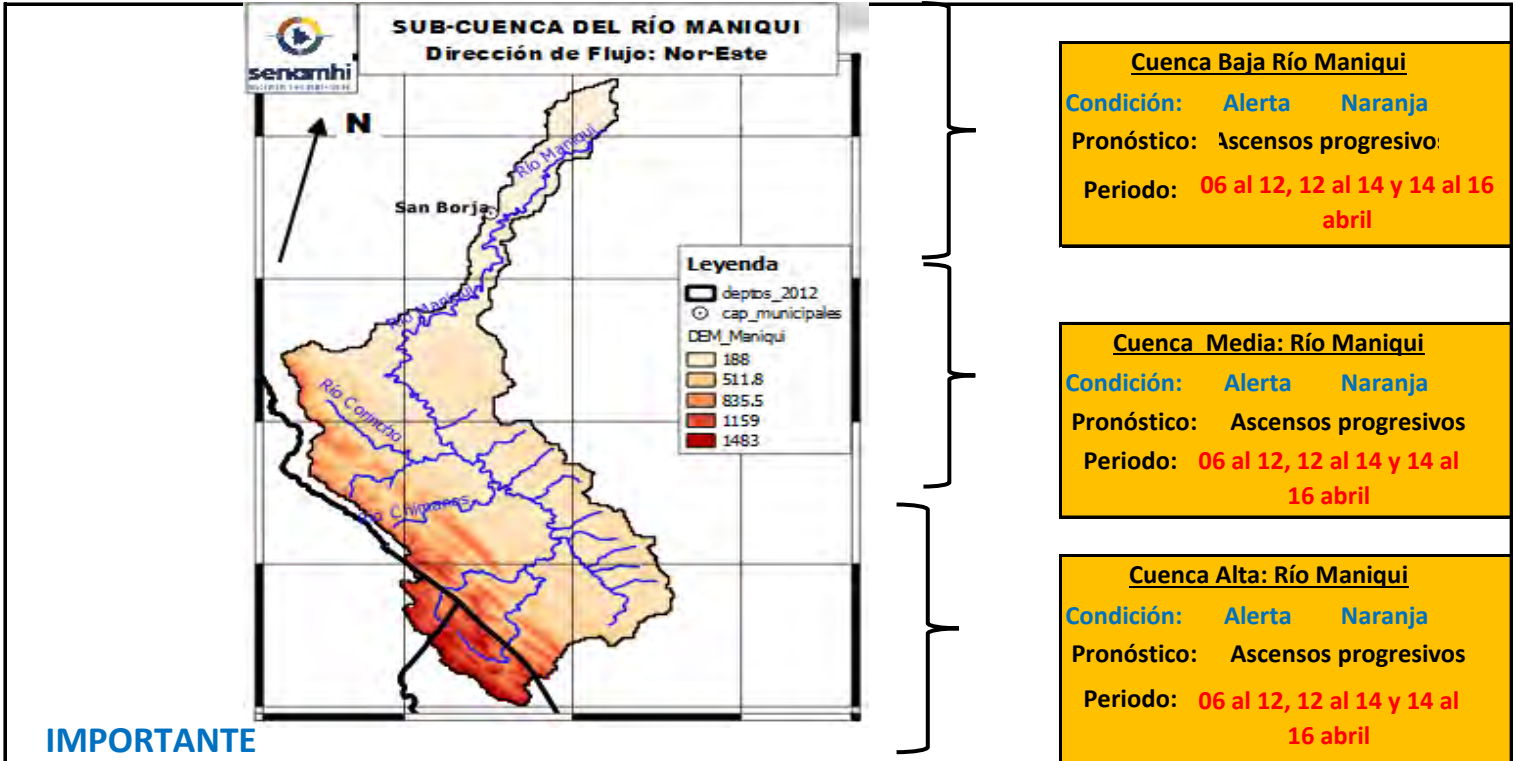 SUB-CUENCA DEL RÍO MANIQUI
Dirección de Flujo: Nor-Este
senamhi
N
Río Maniqui
San Borja
Río Maniqui
Río Chimanes
Leyenda
deptos_2012
cap_municipales
DEM_Maniqui
188
511.8
835.5
1159
1483
IMPORTANTE
Cuenca Baja Río Maniqui
Condición: Alerta Naranja
Pronóstico: Ascensos progresivos
Periodo: 06 al 12, 12 al 14 y 14 al 16
abril
Cuenca Media: Río Maniqui
Condición: Alerta Naranja
Pronóstico: Ascensos progresivos
Periodo: 06 al 12, 12 al 14 y 14 al
16 abril
Cuenca Alta: Río Maniqui
Condición: Alerta Naranja
Pronóstico: Ascensos progresivos
Periodo: 06 al 12, 12 al 14 y 14 al
16 abril